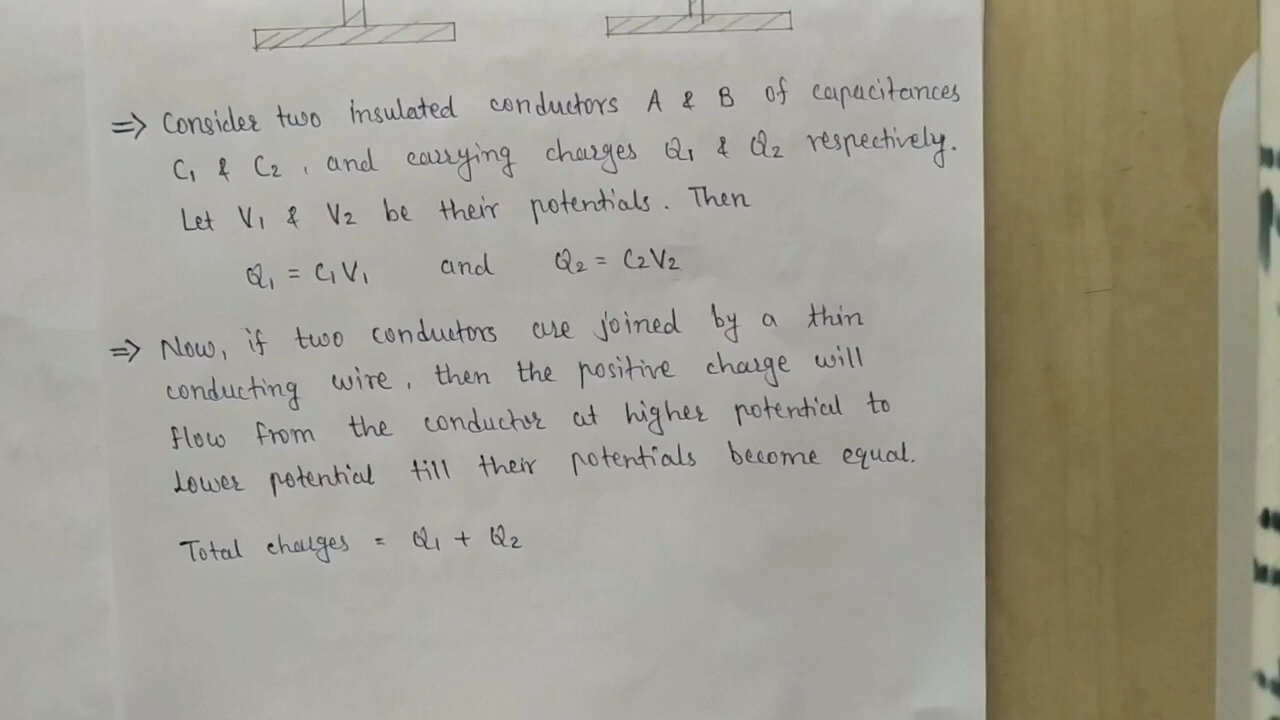 ⇒ Consider two insulated conductors A & B of capacitances
C₁ & C₂, and carrying charges Q₁ & Q₂ respectively.
Let V₁ & V₂ be their potentials. Then
Q₁ = C₁V₁ and Q₂ = C₂V₂
⇒ Now, if two conductors are joined by a thin
conducting wire, then the positive charge will
flow from the conductor at higher potential to
Lower potential till their potentials become equal.
Total charges = Q₁ + Q₂